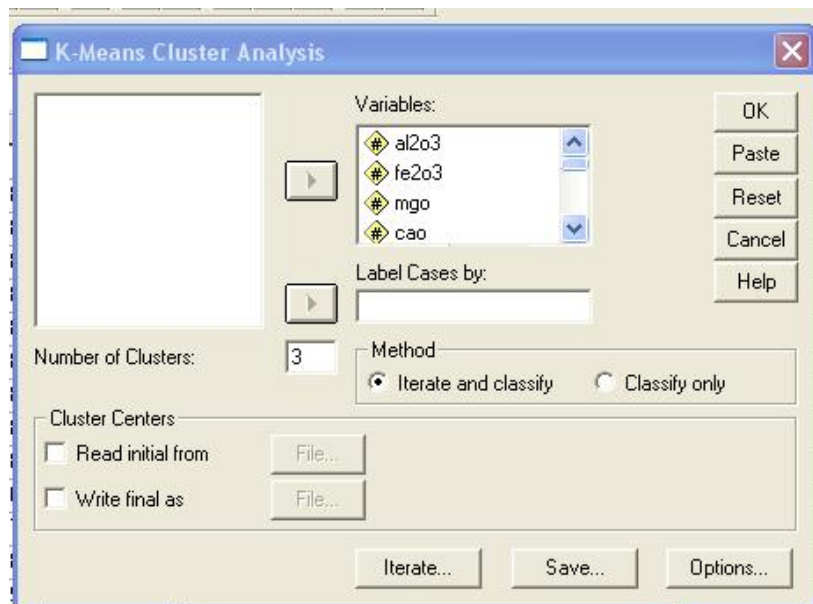 K-Means Cluster Analysis
Variables:
al2o3
fe2o3
mgo
cao
OK
Paste
Reset
Cancel
Help
Label Cases by:
Number of Clusters: 3
Method
Iterate and classify Classify only
Cluster Centers
Read initial from File...
Write final as File...
Iterate... Save... Options...